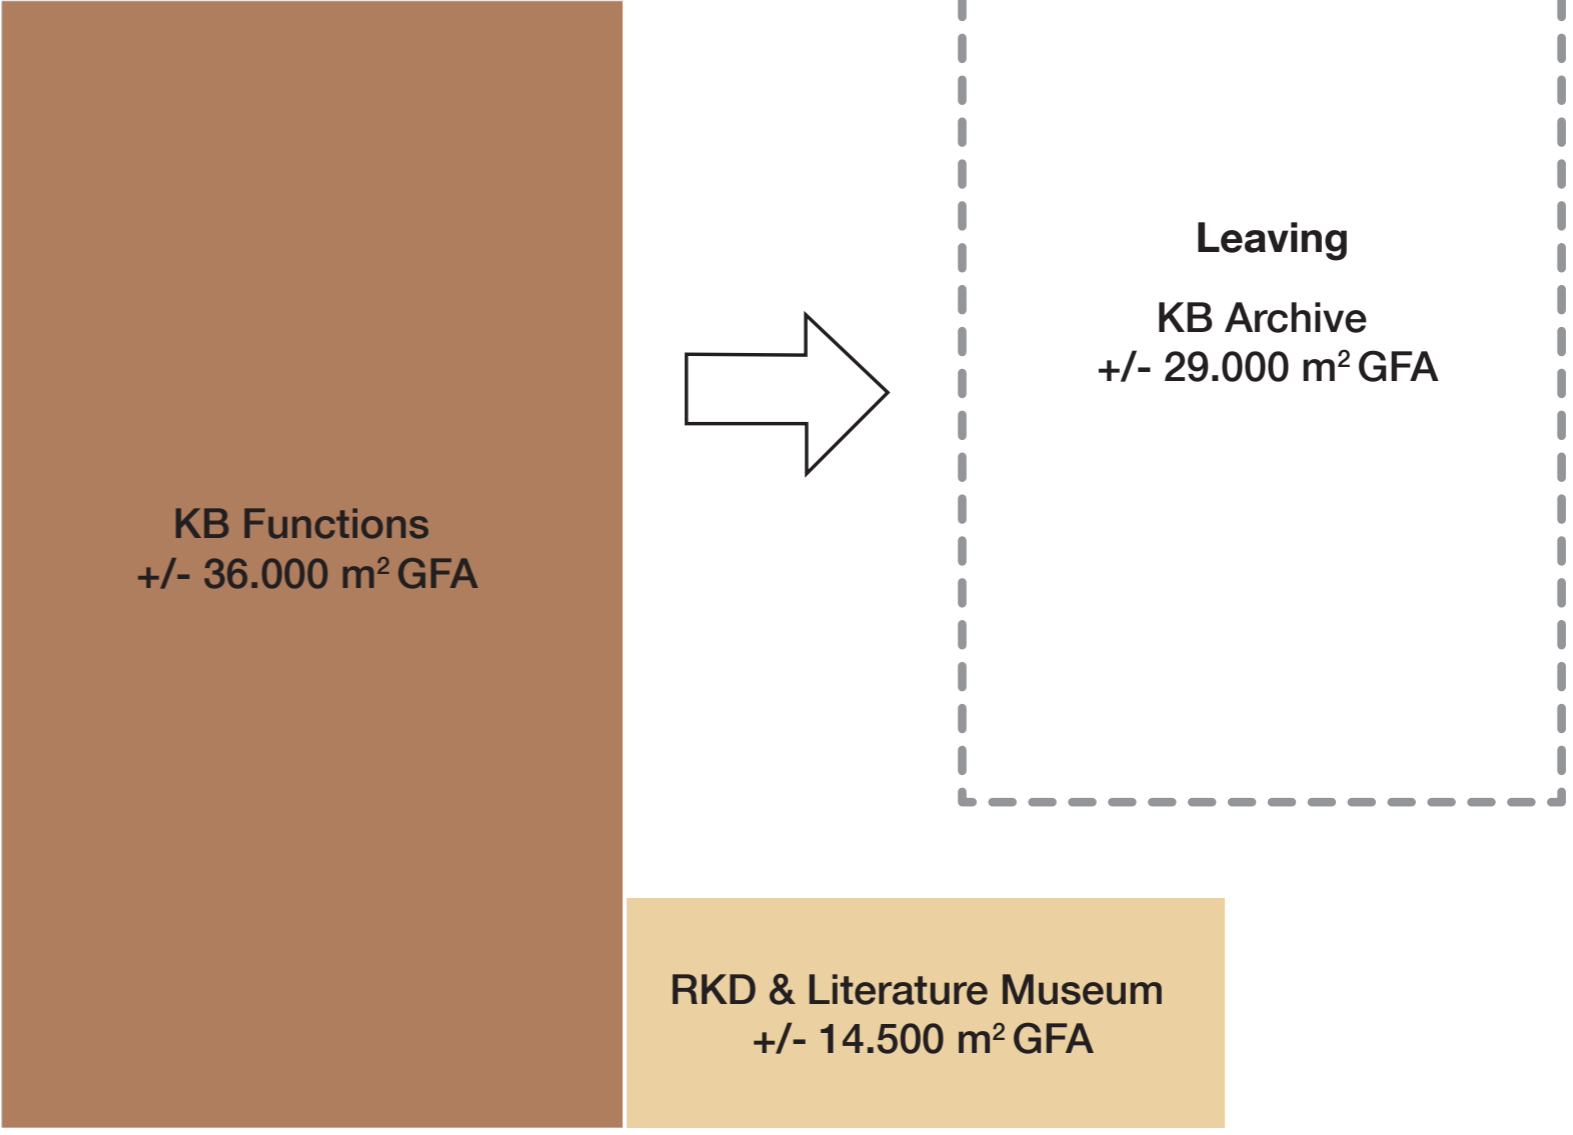 Leaving
KB Archive
+/- 29.000 m² GFA
KB Functions
+/- 36.000 m² GFA
RKD & Literature Museum
+/- 14.500 m² GFA